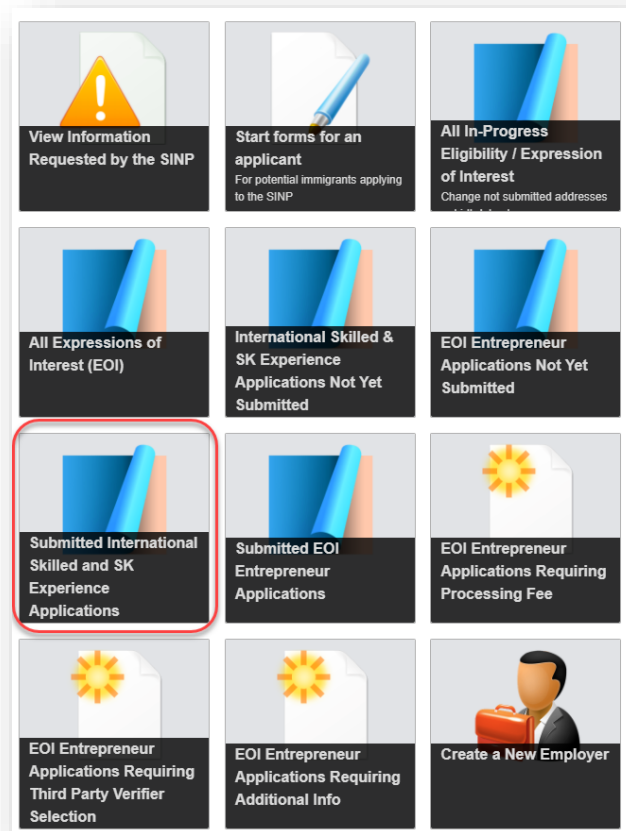 View Information
Requested by the SINP
Start forms for an
applicant
For potential immigrants applying
to the SINP
All In-Progress
Eligibility / Expression
of Interest
Change not submitted addresses
All Expressions of
Interest (EOI)
International Skilled &
SK Experience
Applications Not Yet
Submitted
EOI Entrepreneur
Applications Not Yet
Submitted
Submitted International
Skilled and SK
Experience
Applications
Submitted EOI
Entrepreneur
Applications
EOI Entrepreneur
Applications Requiring
Processing Fee
EOI Entrepreneur
Applications Requiring
Third Party Verifier
Selection
EOI Entrepreneur
Applications Requiring
Additional Info
Create a New Employer